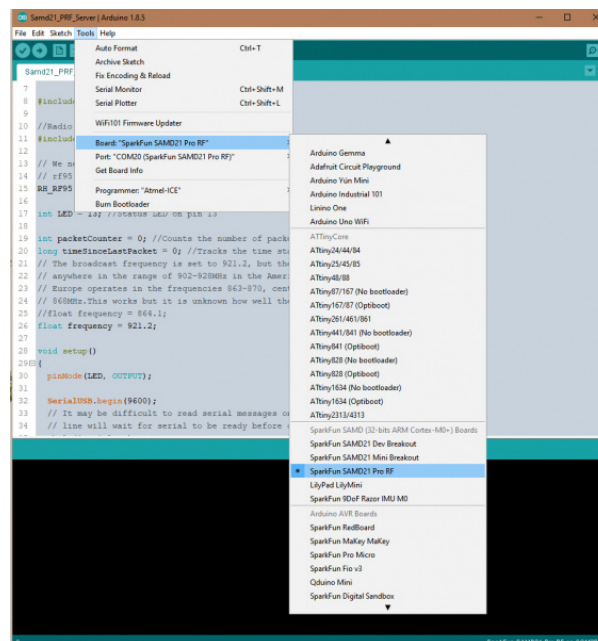 Samd21_PRF_Server | Arduino 1.8.5
File Edit Sketch Tools Help
Samd21_PRF
Auto Format Ctrl+T
Archive Sketch
Fix Encoding & Reload
Serial Monitor Ctrl+Shift+M
Serial Plotter Ctrl+Shift+L
WiFi101 Firmware Updater
Board: "SparkFun SAMD21 Pro RF"
Port: "COM20 (SparkFun SAMD21 Pro RF)"
Get Board Info
Programmer: "Atmel-ICE"
Burn Bootloader
7
8 #include
9
10 //Radio
11 #include
12
13 // We ne
14 // rf95
15 RH_RF95
16
17 int LED = 13; //Status LED on pin 13
18
19 int packetCounter = 0; //Counts the number of packe
20 long timeSinceLastPacket = 0; //Tracks the time sta
21 // The broadcast frequency is set to 921.2, but the
22 // anywhere in the range of 902-928MHz in the Ameri
23 // Europe operates in the frequencies 863-870, cent
24 // 868MHz.This works but it is unknown how well the
25 //float frequency = 864.1;
26 float frequency = 921.2;
27
28 void setup()
29 {
30 pinMode(LED, OUTPUT);
31
32 SerialUSB.begin(9600);
33 // It may be difficult to read serial messages on
34 // line will wait for serial to be ready before
Arduino Gemma
Adafruit Circuit Playground
Arduino Yún Mini
Arduino Industrial 101
Linino One
Arduino Uno WiFi
ATTinyCore
ATtiny24/44/84
ATtiny25/45/85
ATtiny48/88
ATtiny87/167 (No bootloader)
ATtiny167/87 (Optiboot)
ATtiny261/461/861
ATtiny441/841 (No bootloader)
ATtiny841 (Optiboot)
ATtiny828 (No bootloader)
ATtiny828 (Optiboot)
ATtiny1634 (No bootloader)
ATtiny1634 (Optiboot)
ATtiny2313/4313
SparkFun SAMD (32-bits ARM Cortex-M0+) Boards
SparkFun SAMD21 Dev Breakout
SparkFun SAMD21 Mini Breakout
SparkFun SAMD21 Pro RF
LilyPad LilyMini
SparkFun 9DoF Razor IMU M0
Arduino AVR Boards
SparkFun RedBoard
SparkFun MaKey MaKey
SparkFun Pro Micro
SparkFun Fio v3
Qduino Mini
SparkFun Digital Sandbox